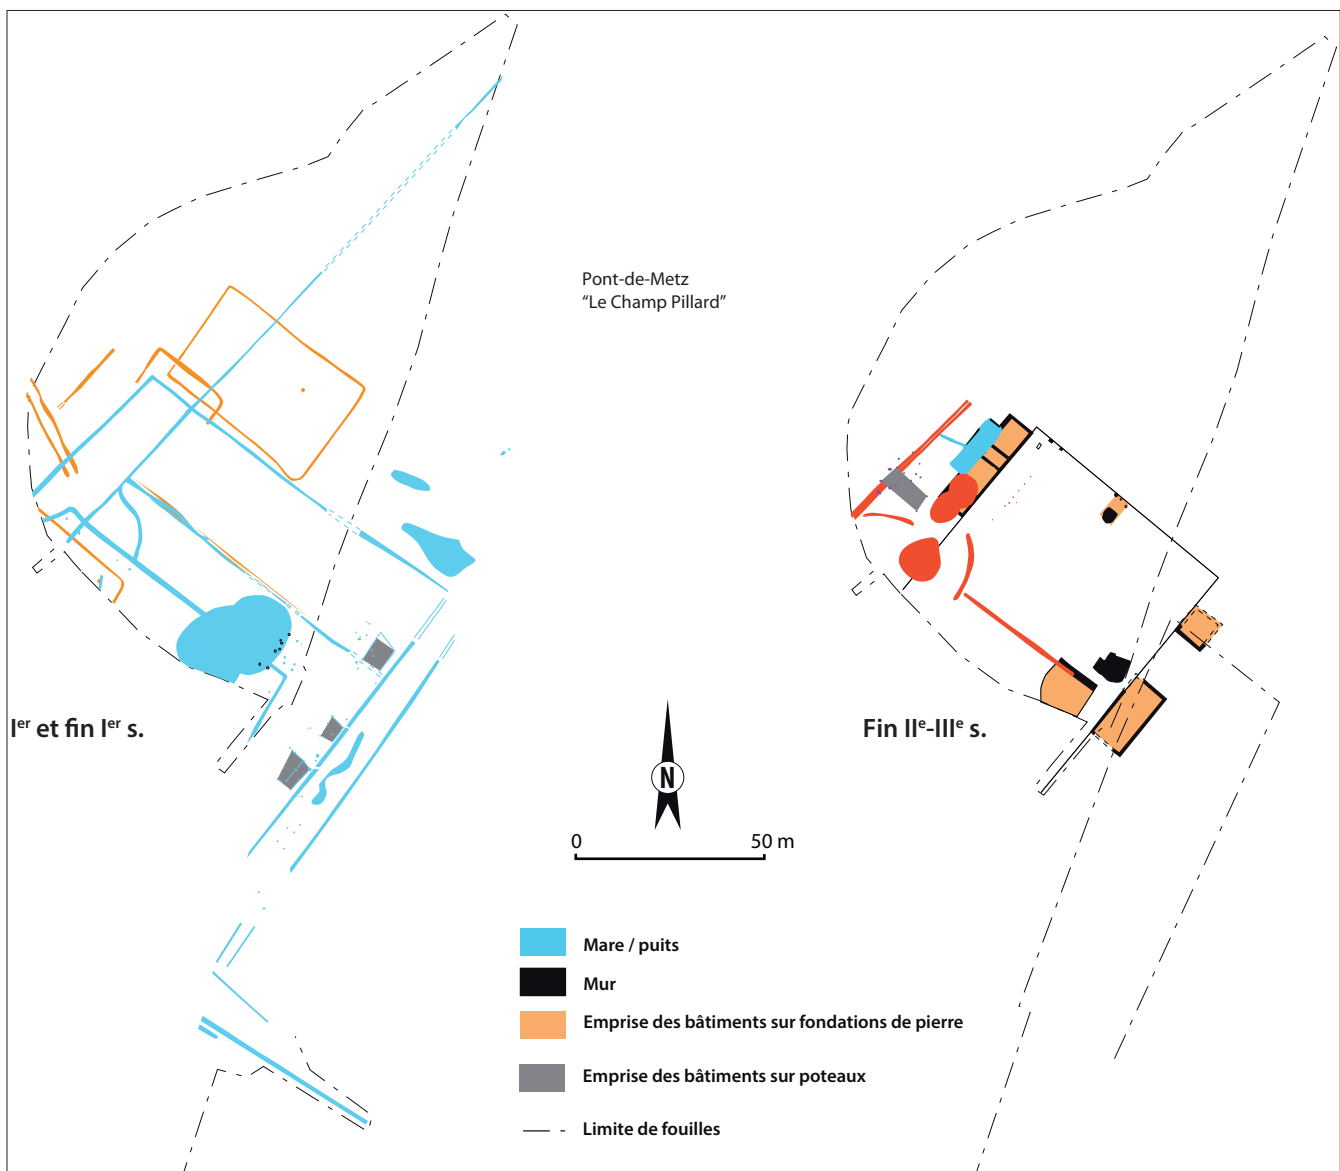 Pont-de-Metz
“Le Champ Pillard”
Iᵉʳ et fin Iᵉʳ s.
Fin IIᵉ-IIIᵉ s.
N
0 50 m
Mare / puits
Mur
Emprise des bâtiments sur fondations de pierre
Emprise des bâtiments sur poteaux
Limite de fouilles